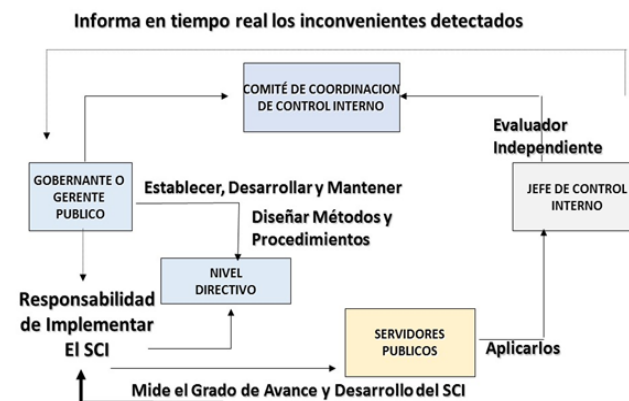 Informa en tiempo real los inconvenientes detectados
COMITÉ DE COORDINACION
DE CONTROL INTERNO
Evaluador
Independiente
GOBERNANTE O
GERENTE
PUBLICO
Establecer, Desarrollar y Mantener
JEFE DE CONTROL
INTERNO
Diseñar Métodos y
Procedimientos
NIVEL
DIRECTIVO
Responsabilidad
de Implementar
El SCI
SERVIDORES
PUBLICOS
Aplicarlos
Mide el Grado de Avance y Desarrollo del SCI